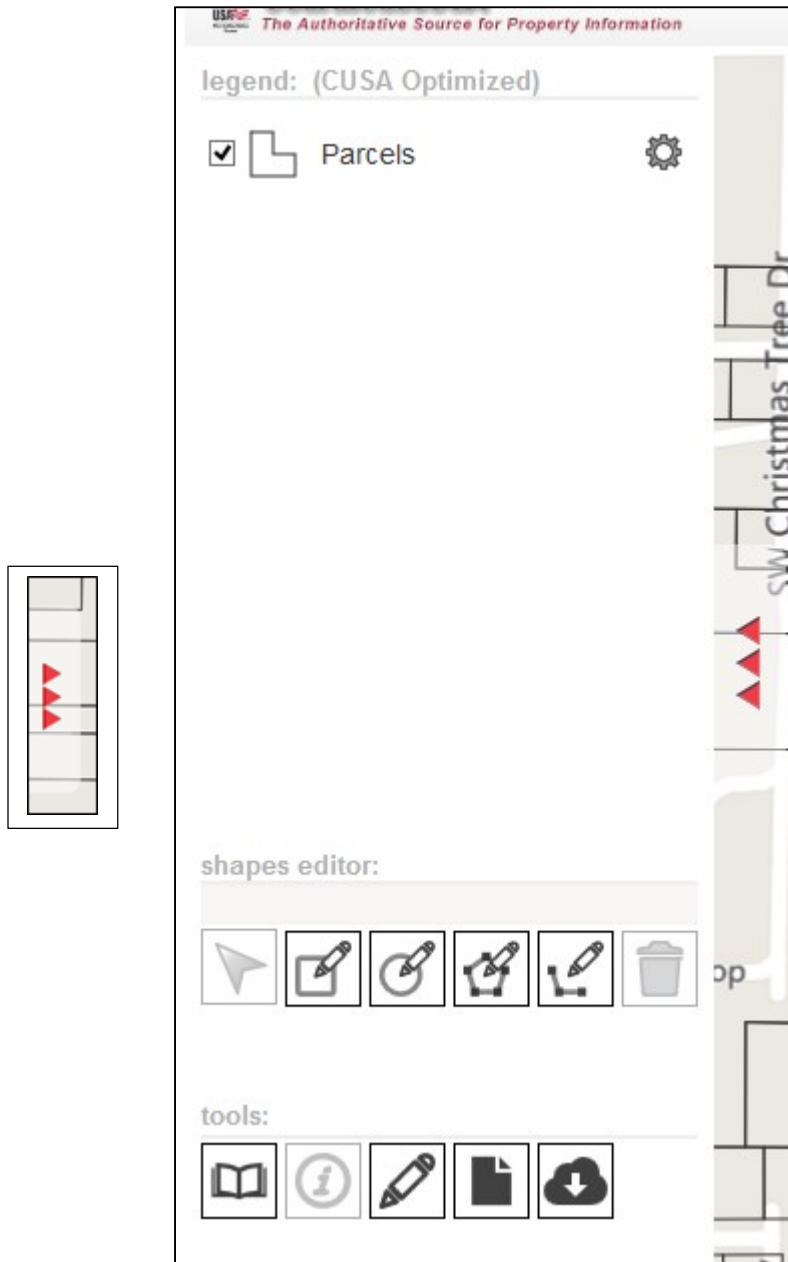 The Authoritative Source for Property Information
legend: (CUSA Optimized)
Parcels
SW Christmas Tree Dr
shapes editor:
op
tools: